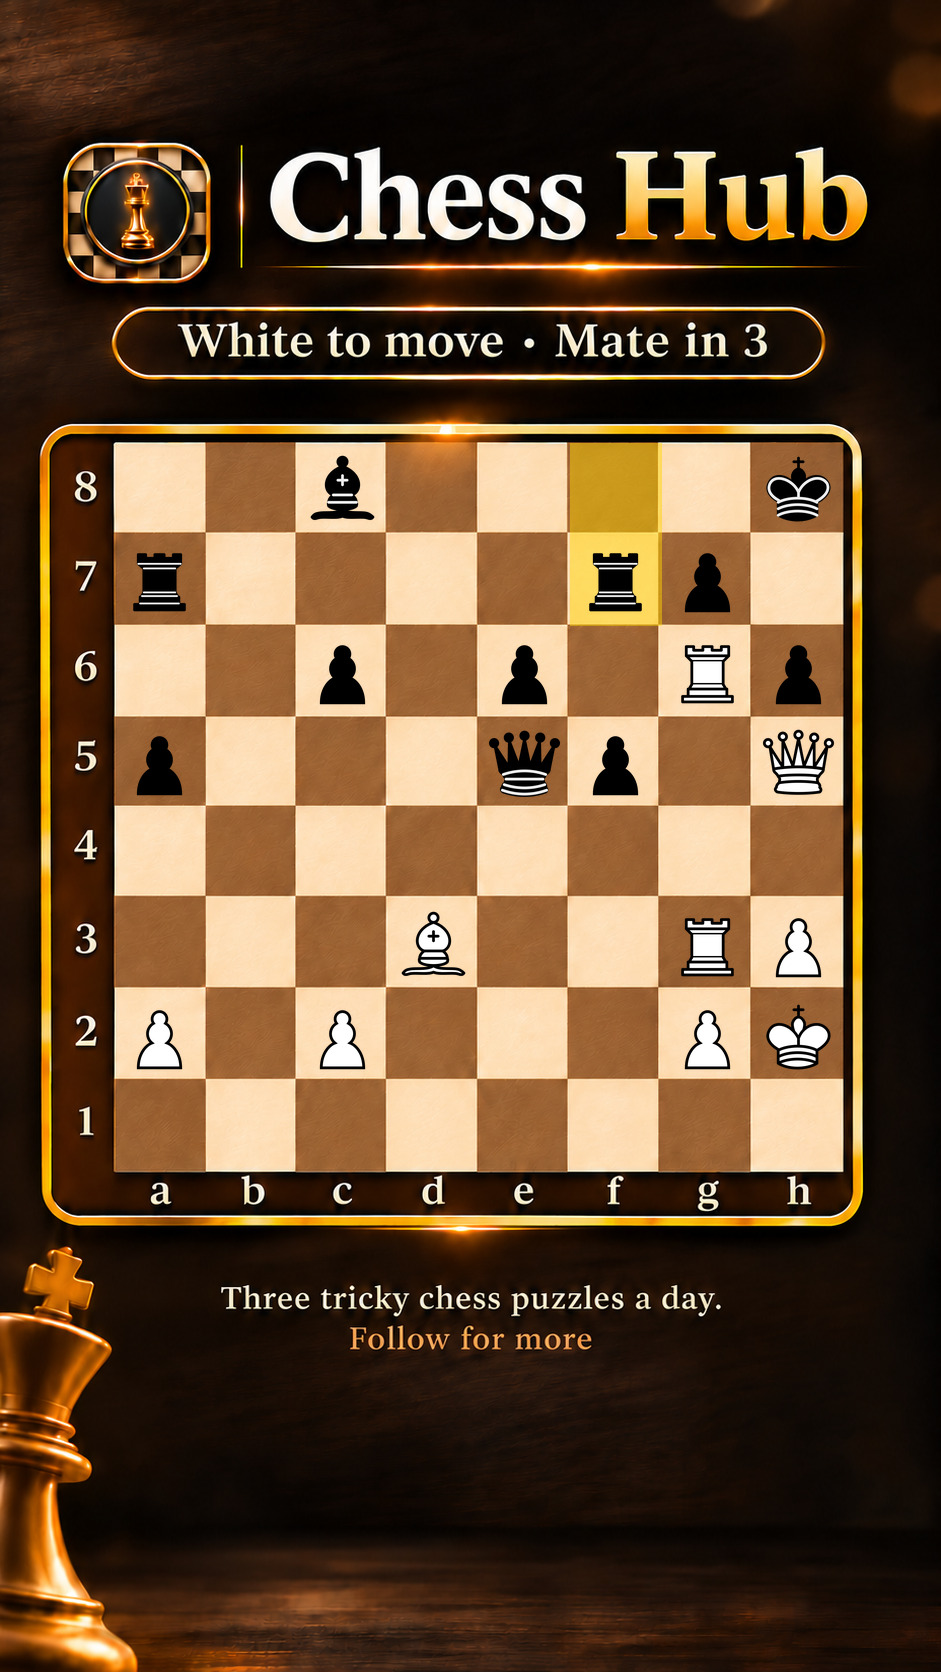 Chess Hub
White to move • Mate in 3
8
7
6
5
4
3
2
1
a b c d e f g h
Three tricky chess puzzles a day.
Follow for more